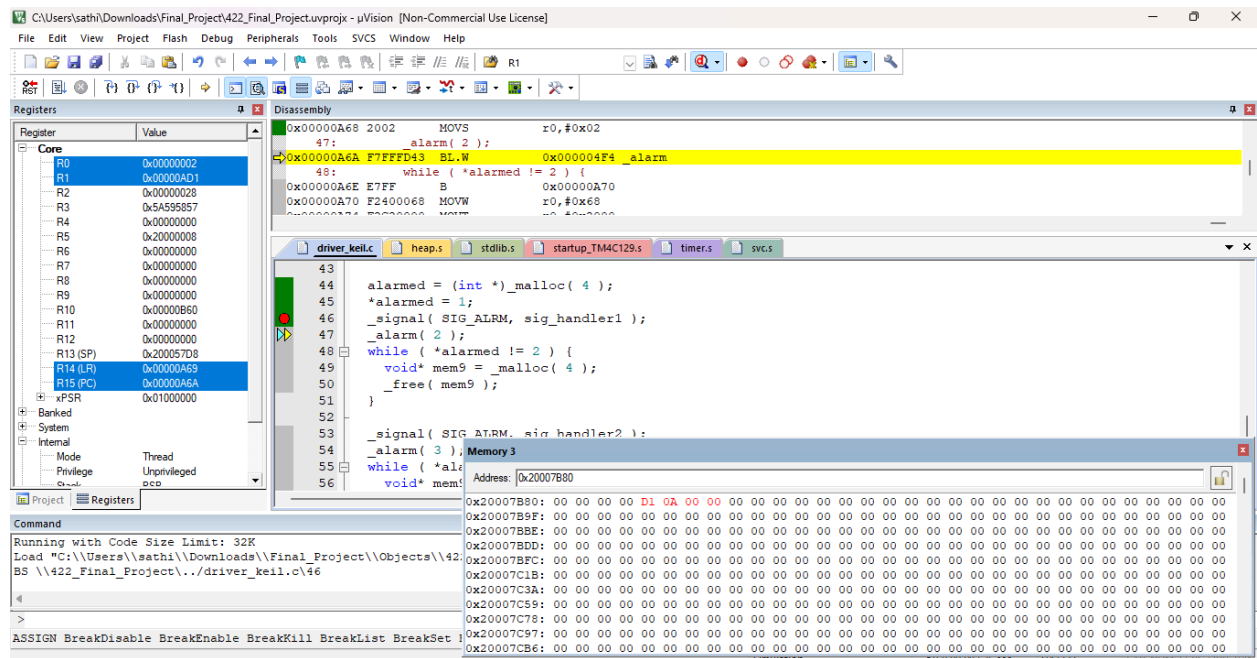 C:\Users\sathi\Downloads\Final_Project\422_Final_Project.uvprojx - µVision [Non-Commercial Use License]
File Edit View Project Flash Debug Peripherals Tools SVCS Window Help
R1
RST
Registers
Register Value
Core
R0 0x00000002
R1 0x00000AD1
R2 0x00000028
R3 0x5A595857
R4 0x00000000
R5 0x20000008
R6 0x00000000
R7 0x00000000
R8 0x00000000
R9 0x00000000
R10 0x00000B60
R11 0x00000000
R12 0x00000000
R13 (SP) 0x200057D8
R14 (LR) 0x00000A69
R15 (PC) 0x00000A6A
xPSR 0x01000000
Banked
System
Internal
Mode Thread
Privilege Unprivileged
Project Registers
Disassembly
0x00000A68 2002 MOVS r0,#0x02
47: _alarm( 2 );
0x00000A6A F7FFFD43 BL.W 0x000004F4 _alarm
48: while ( *alarmed != 2 ) {
0x00000A6E E7FF B 0x00000A70
0x00000A70 F2400068 MOVW r0,#0x68
driver_keil.c heap.s stdlib.s startup_TM4C129.s timer.s svc.s
43
44 alarmed = (int *)_malloc( 4 );
45 *alarmed = 1;
46 _signal( SIG_ALRM, sig_handler1 );
47 _alarm( 2 );
48 while ( *alarmed != 2 ) {
49 void* mem9 = _malloc( 4 );
50 _free( mem9 );
51 }
52
53 _signal( SIG_ALRM, sig_handler2 );
54 _alarm( 3 );
55 while ( *ala
56 void* mem
Command
Running with Code Size Limit: 32K
Load "C:\\Users\\sathi\\Downloads\\Final_Project\\Objects\\42
BS \\422_Final_Project\../driver_keil.c\46
>
ASSIGN BreakDisable BreakEnable BreakKill BreakList BreakSet
Memory 3
Address: 0x20007B80
0x20007B80: 00 00 00 00 D1 0A 00 00 00 00 00 00 00 00 00 00 00 00 00 00 00 00 00 00 00 00 00 00 00 00 00
0x20007B9F: 00 00 00 00 00 00 00 00 00 00 00 00 00 00 00 00 00 00 00 00 00 00 00 00 00 00 00 00 00 00 00
0x20007BBE: 00 00 00 00 00 00 00 00 00 00 00 00 00 00 00 00 00 00 00 00 00 00 00 00 00 00 00 00 00 00 00
0x20007BDD: 00 00 00 00 00 00 00 00 00 00 00 00 00 00 00 00 00 00 00 00 00 00 00 00 00 00 00 00 00 00 00
0x20007BFC: 00 00 00 00 00 00 00 00 00 00 00 00 00 00 00 00 00 00 00 00 00 00 00 00 00 00 00 00 00 00 00
0x20007C1B: 00 00 00 00 00 00 00 00 00 00 00 00 00 00 00 00 00 00 00 00 00 00 00 00 00 00 00 00 00 00 00
0x20007C3A: 00 00 00 00 00 00 00 00 00 00 00 00 00 00 00 00 00 00 00 00 00 00 00 00 00 00 00 00 00 00 00
0x20007C59: 00 00 00 00 00 00 00 00 00 00 00 00 00 00 00 00 00 00 00 00 00 00 00 00 00 00 00 00 00 00 00
0x20007C78: 00 00 00 00 00 00 00 00 00 00 00 00 00 00 00 00 00 00 00 00 00 00 00 00 00 00 00 00 00 00 00
0x20007C97: 00 00 00 00 00 00 00 00 00 00 00 00 00 00 00 00 00 00 00 00 00 00 00 00 00 00 00 00 00 00 00
0x20007CB6: 00 00 00 00 00 00 00 00 00 00 00 00 00 00 00 00 00 00 00 00 00 00 00 00 00 00 00 00 00 00 00